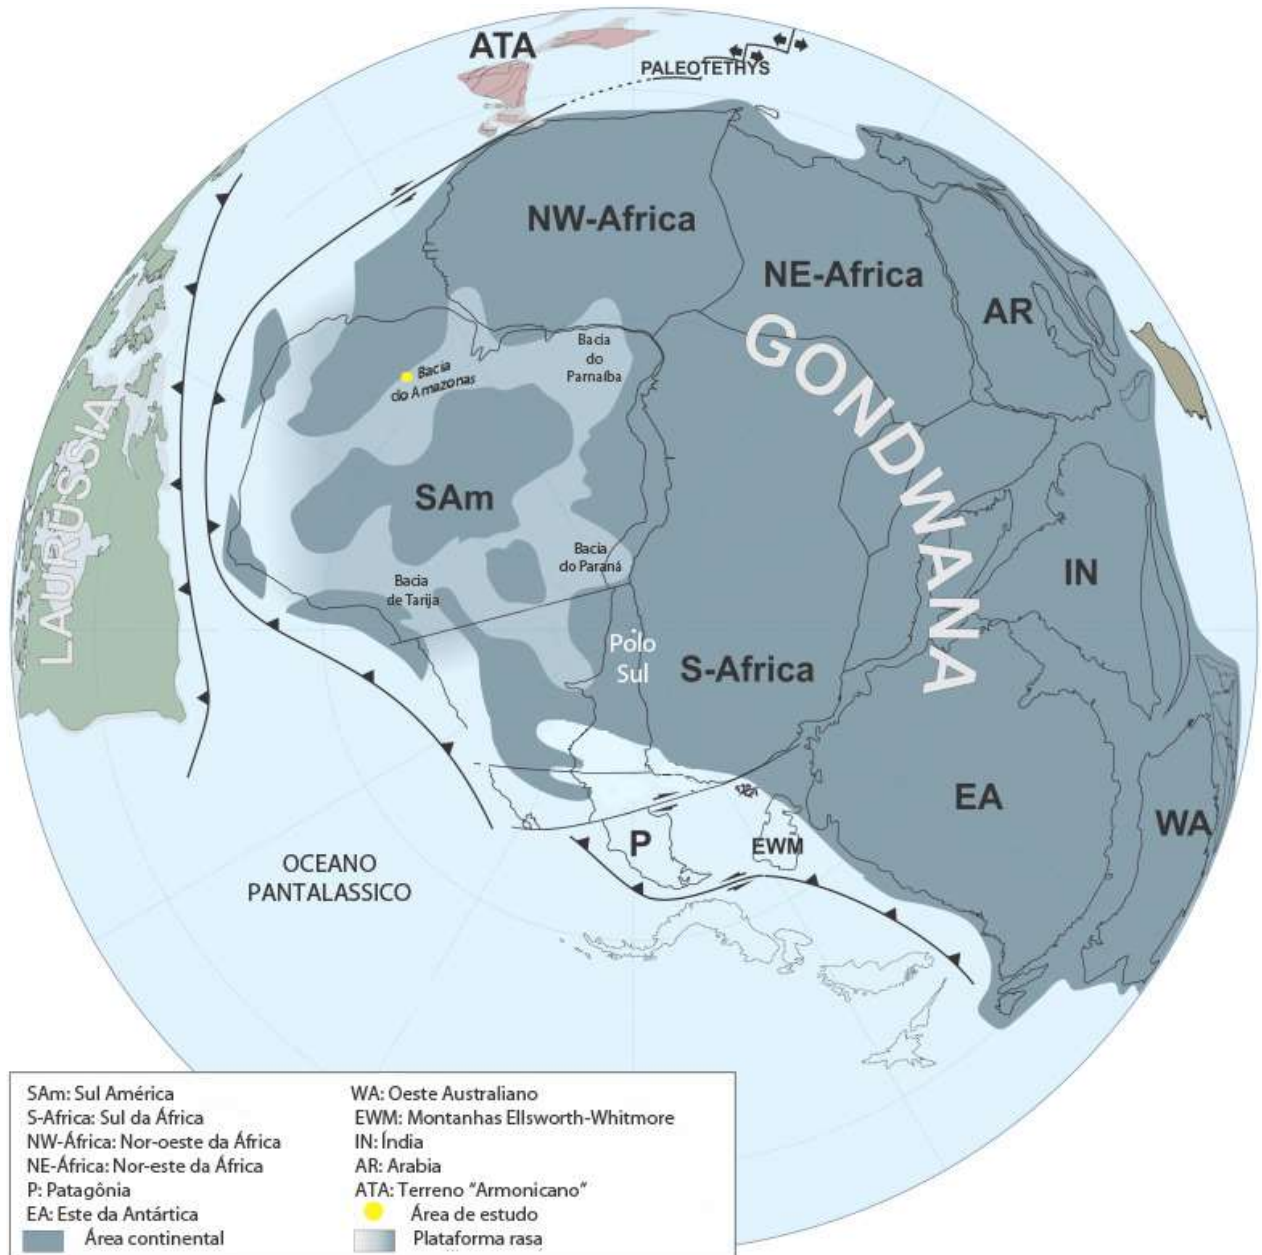 ATA
PALEOTETHYS
NW-Africa
NE-Africa
AR
GONDWANA
Bacia
do
Parnaíba
Bacia
do Amazonas
LAURUSSIA
SAm
Bacia
do Paraná
Bacia
de Tarija
IN
Polo
Sul
S-Africa
EA
WA
P
EWM
OCEANO
PANTALASSICO
SAm: Sul América
S-Africa: Sul da África
NW-África: Nor-oeste da África
NE-África: Nor-este da África
P: Patagônia
EA: Este da Antártica
Área continental
WA: Oeste Australiano
EWM: Montanhas Ellsworth-Whitmore
IN: Índia
AR: Arabia
ATA: Terreno “Armonicano”
Área de estudo
Plataforma rasa